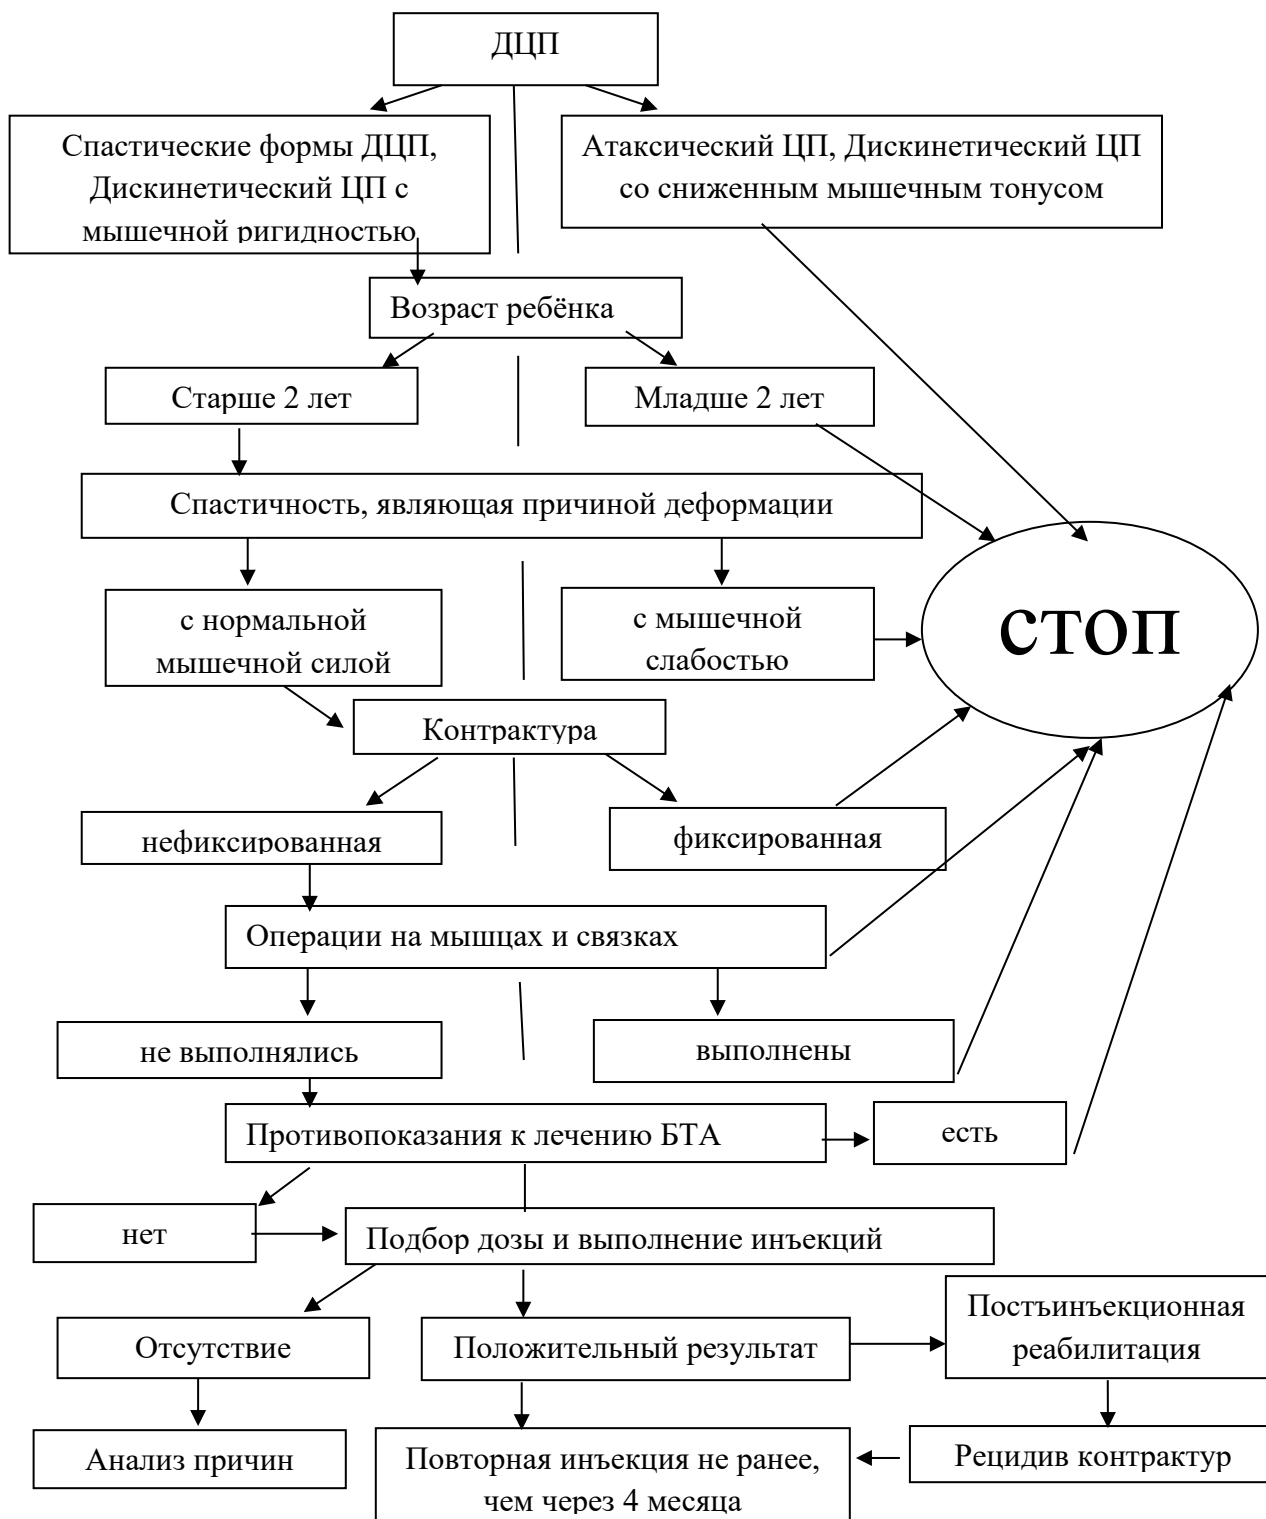 ДЦП
Спастические формы ДЦП,
Дискинетический ЦП с
мышечной ригидностью
Атаксический ЦП, Дискинетический ЦП
со сниженным мышечным тонусом
Возраст ребёнка
Старше 2 лет
Младше 2 лет
Спастичность, являющая причиной деформации
с нормальной
мышечной силой
с мышечной
слабостью
стоп
Контрактура
нефиксированная
фиксированная
Операции на мышцах и связках
не выполнялись
выполнены
Противопоказания к лечению БТА
есть
нет
Подбор дозы и выполнение инъекций
Отсутствие
Положительный результат
Постъинъекционная
реабилитация
Анализ причин
Повторная инъекция не ранее,
чем через 4 месяца
Рецидив контрактур